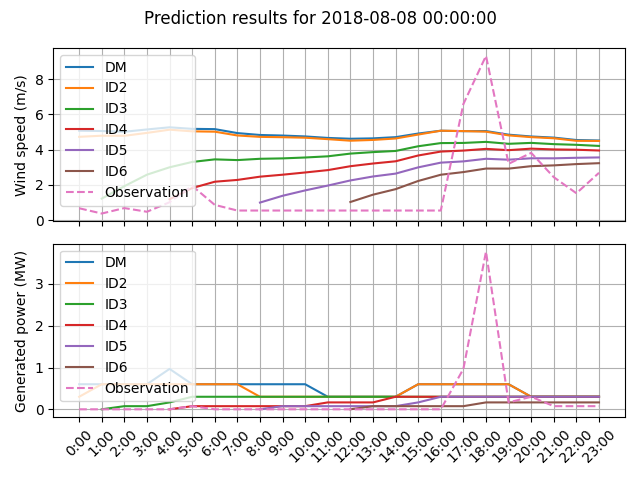 Prediction results for 2018-08-08 00:00:00
Wind speed (m/s)
8
6
4
2
0
DM
ID2
ID3
ID4
ID5
ID6
Observation
Generated power (MW)
3
2
1
0
DM
ID2
ID3
ID4
ID5
ID6
Observation
0:00 1:00 2:00 3:00 4:00 5:00 6:00 7:00 8:00 9:00 10:00 11:00 12:00 13:00 14:00 15:00 16:00 17:00 18:00 19:00 20:00 21:00 22:00 23:00